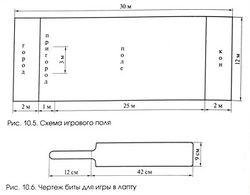 30 м
город
пригород
3 м
поле
кон
12 м
2 м
1 м
25 м
2 м
Рис. 10.5. Схема игрового поля
9 см
12 см
42 см
Рис. 10.6. Чертеж биты для игры в лапту